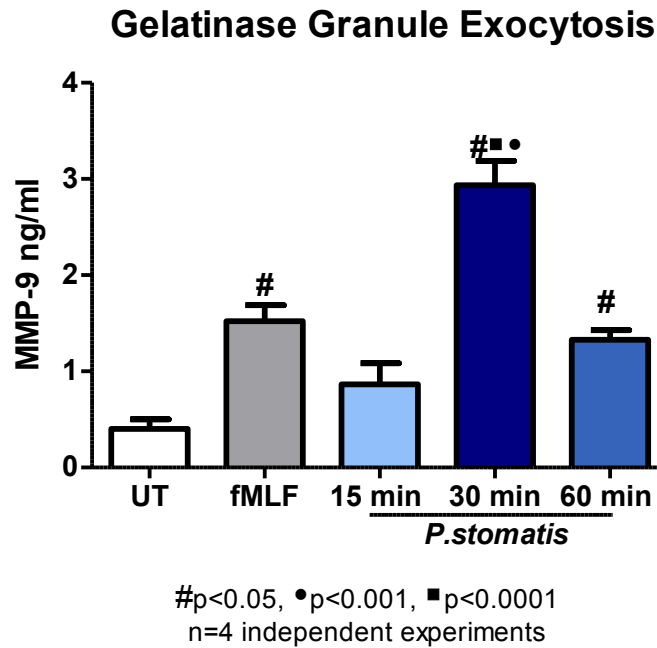 Gelatinase Granule Exocytosis
4
3
2
1
0
MMP-9 ng/ml
#■•
#
#
UT fMLF 15 min 30 min 60 min
P.stomatis
#p<0.05, •p<0.001, ■p<0.0001
n=4 independent experiments